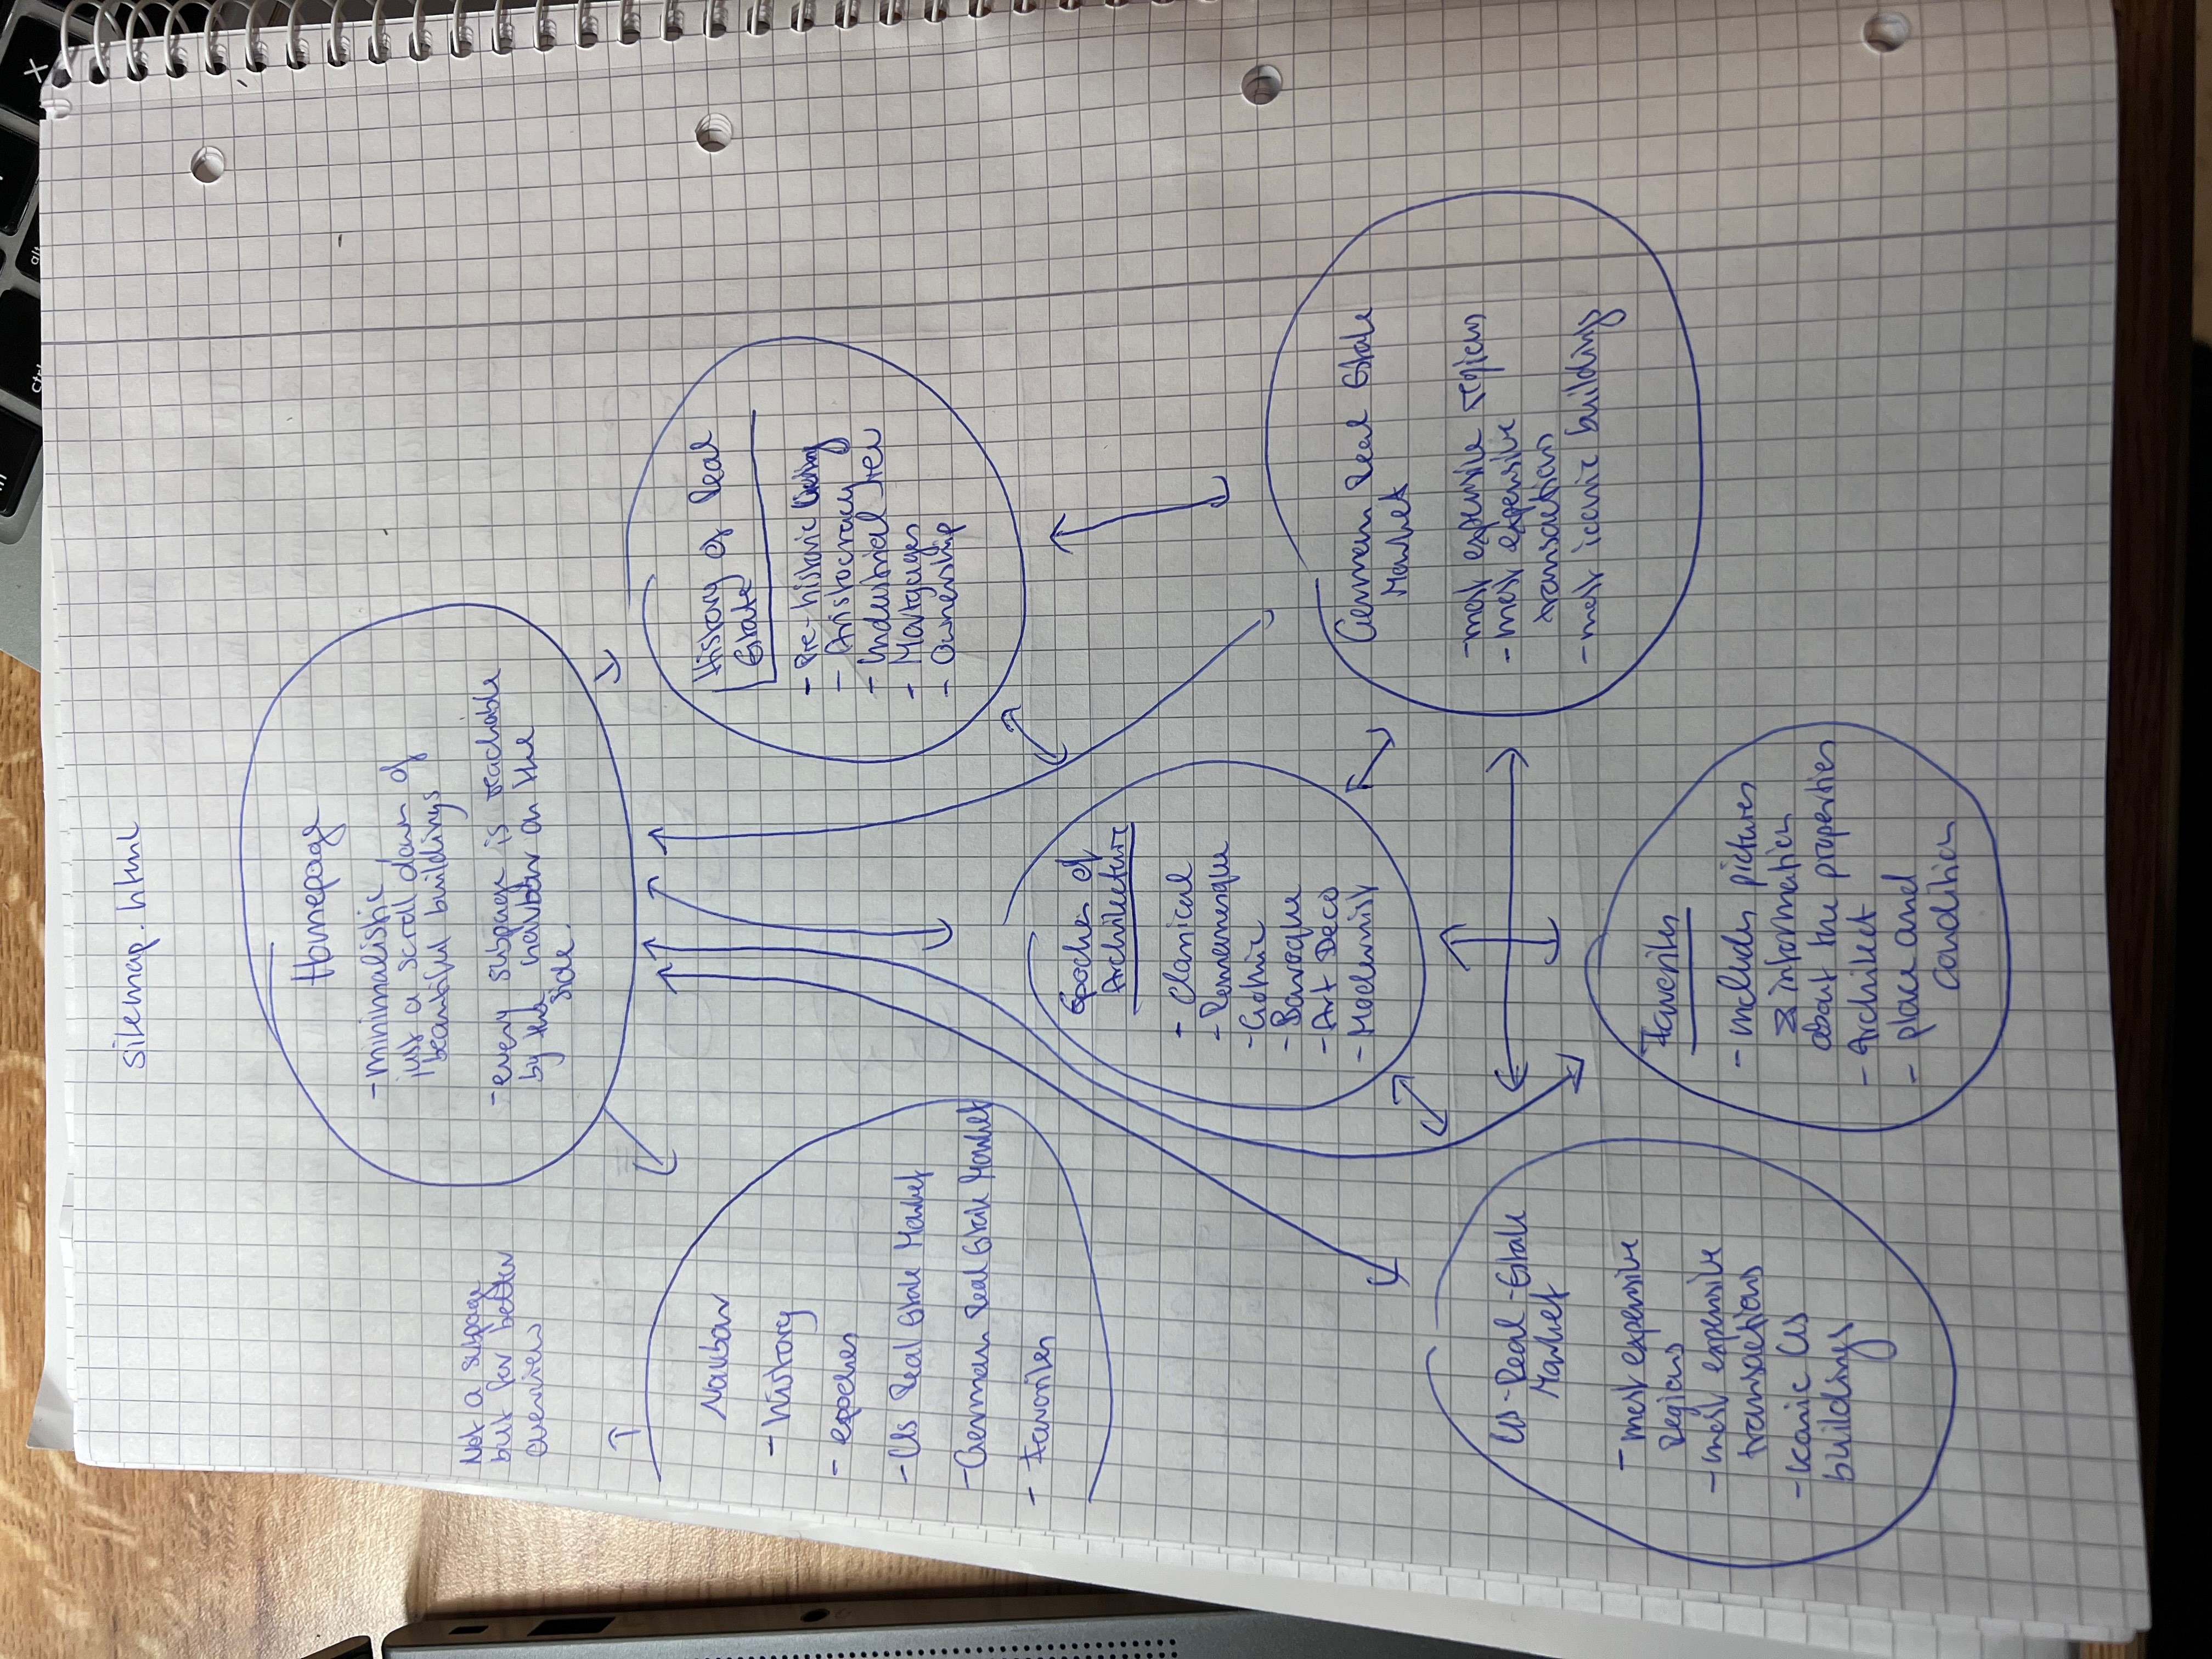 sitemap.html
Homepage
- minimalistic
just a scroll down of
beautiful buildings
- every subpage is reachable
by the navbar on the
side.
Not a subpage
but for better
overview
Navbar
- history
- epoches
- Us Real Estate Market
- German Real Estate Market
- Favorites
History of Real
Estate
- Pre-historic
- Aristocracy
- Industrial
- Mortgages
- Ownership
Epoches of
Architecture
- Classical
- Rennenesque
- Gothic
- Baroque
- Art Deco
- Modernist
German Real Estate
Market
- most expensive regions
- most expensive
transactions
- most iconic buildings
US-Real-Estate
Market
- most expensive
Regions
- most expensive
transactions
- Iconic US
buildings
Favorites
- includes pictures
& information
about the properties
- Architect
- place and
condition
Ctrl
alt
X